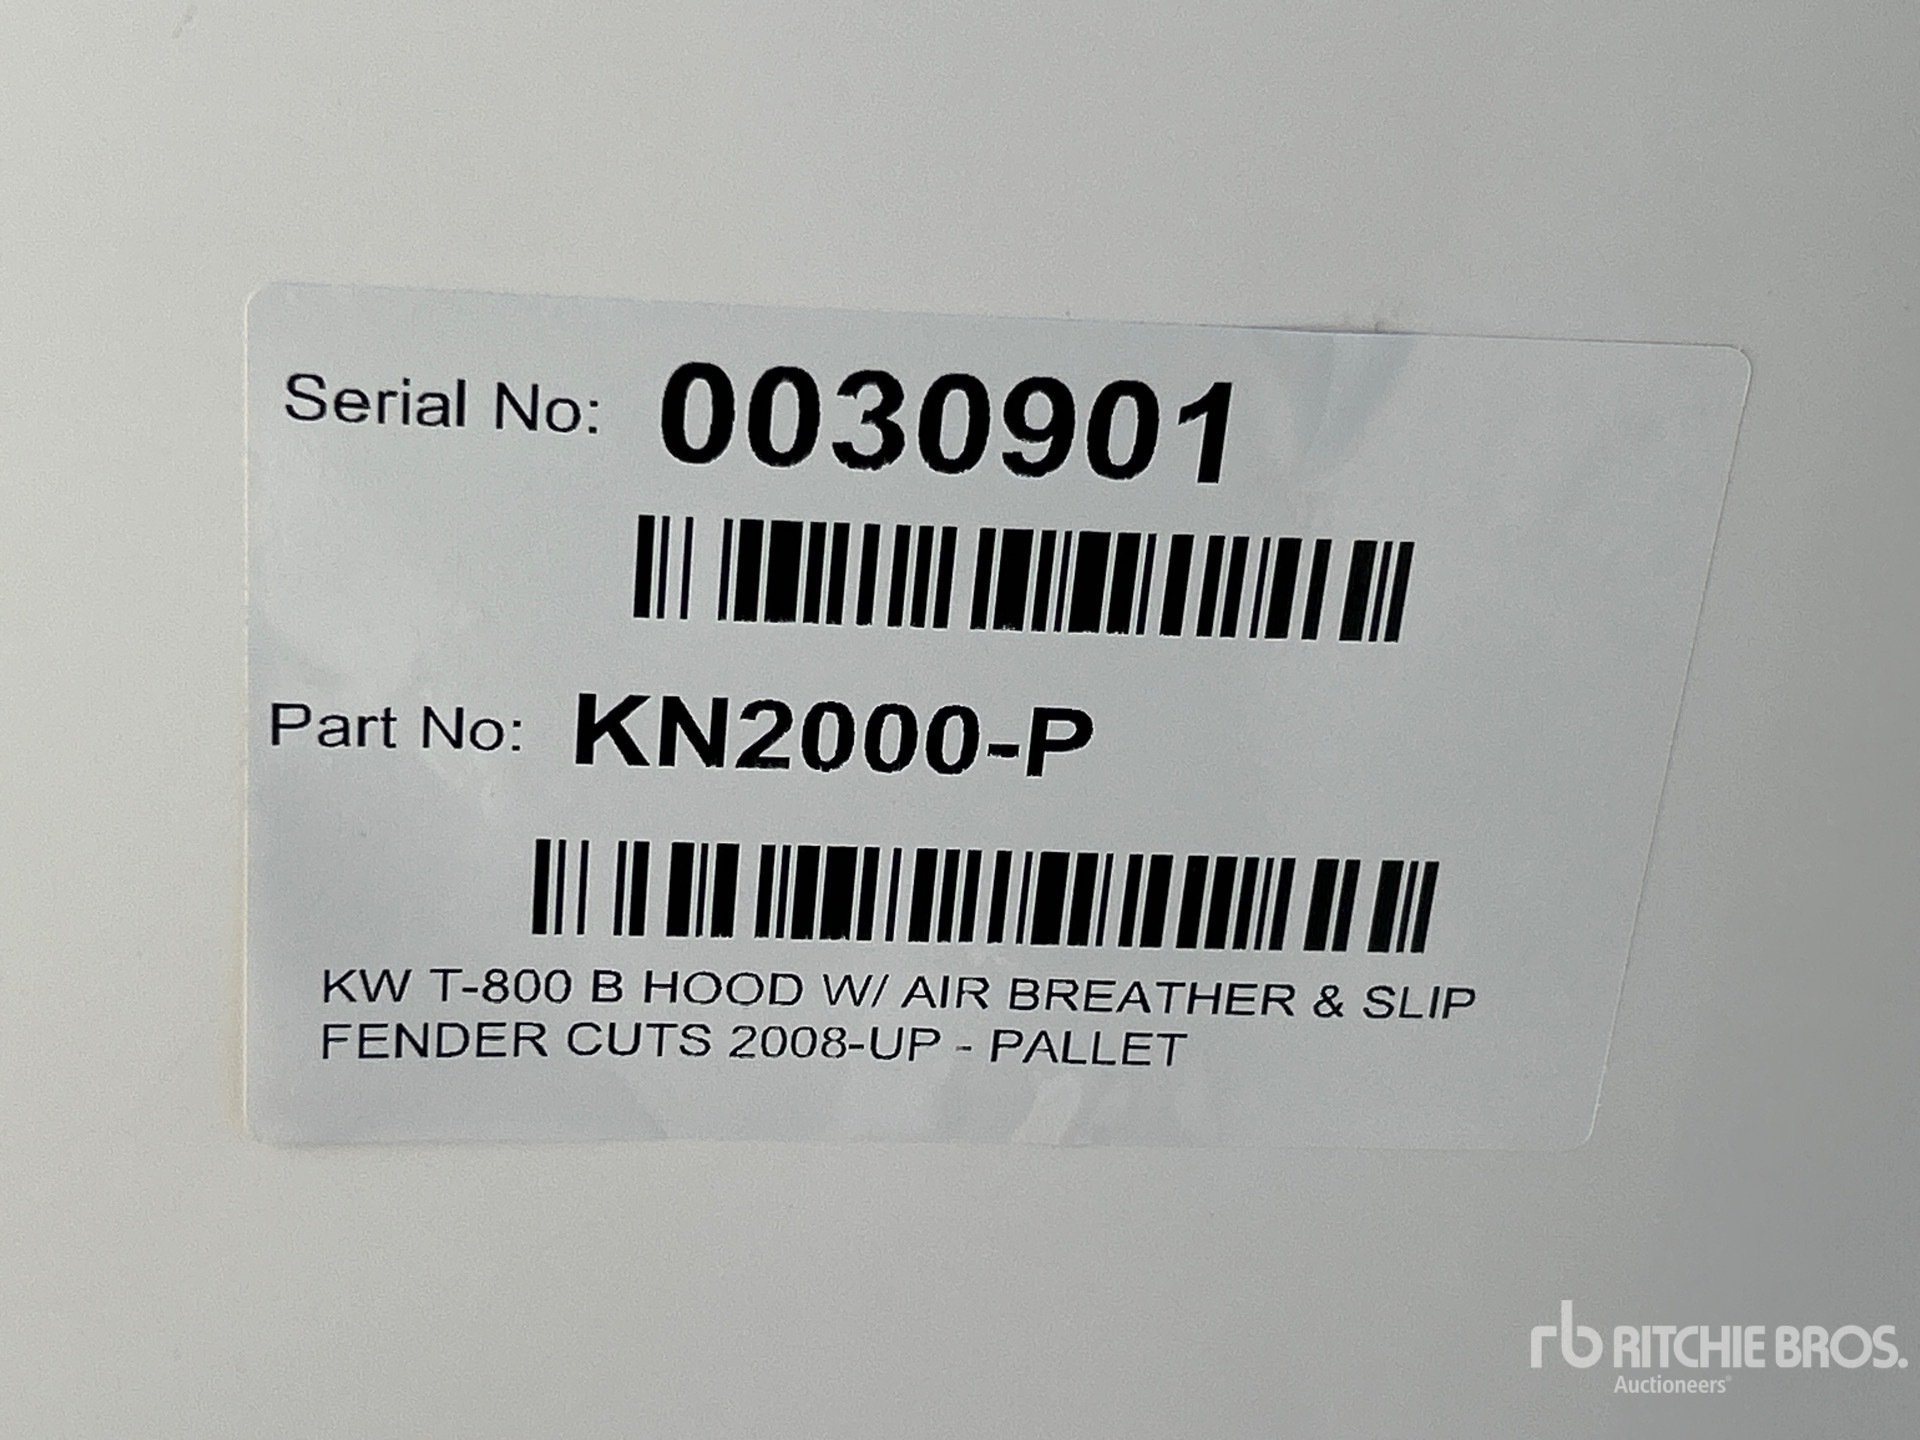 Serial No: 0030901
Part No: KN2000-P
KW T-800 B HOOD W/ AIR BREATHER & SLIP
FENDER CUTS 2008-UP - PALLET
rb RITCHIE BROS.
Auctioneers®